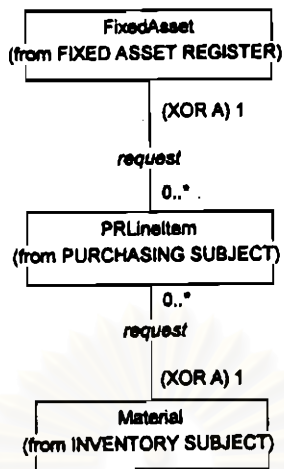 FixedAsset
(from FIXED ASSET REGISTER)
(XOR A) 1
request
0..*
PRLineItem
(from PURCHASING SUBJECT)
0..*
request
(XOR A) 1
Material
(from INVENTORY SUBJECT)